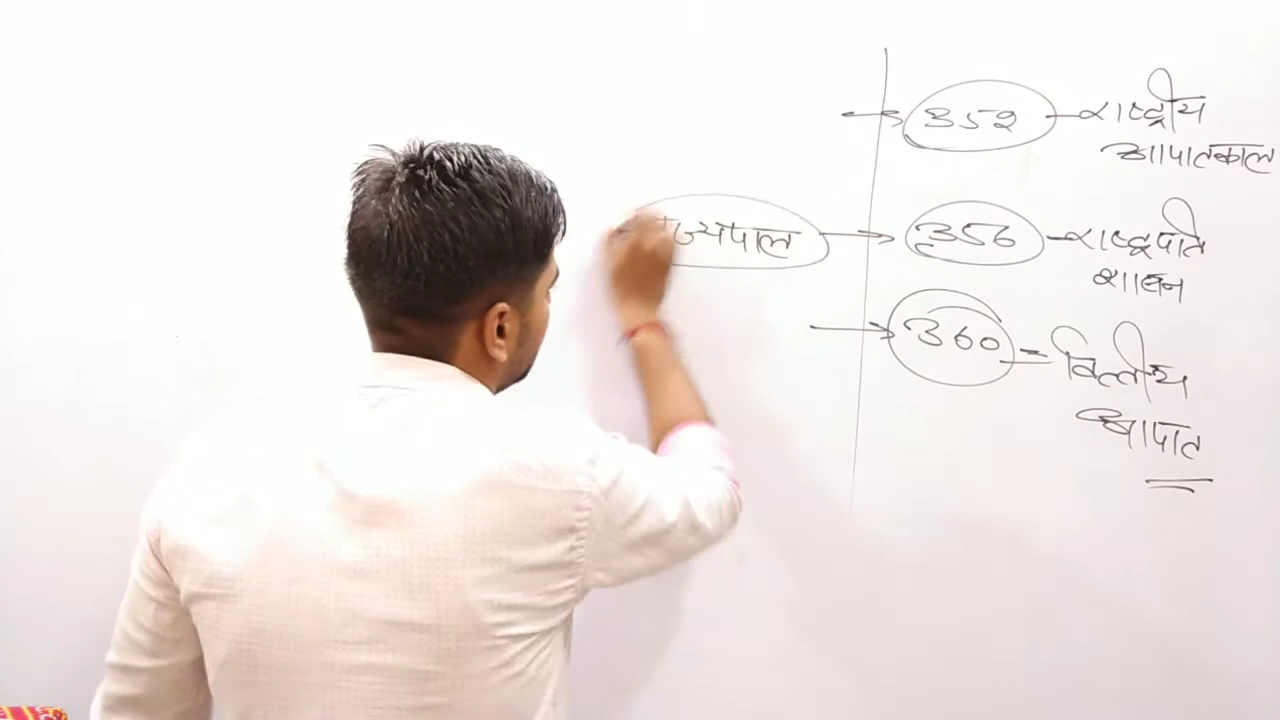 352 - राष्ट्रीय
आपातकाल
राज्यपाल → 356 - राष्ट्रपति
शासन
360 = वित्तीय
आपात